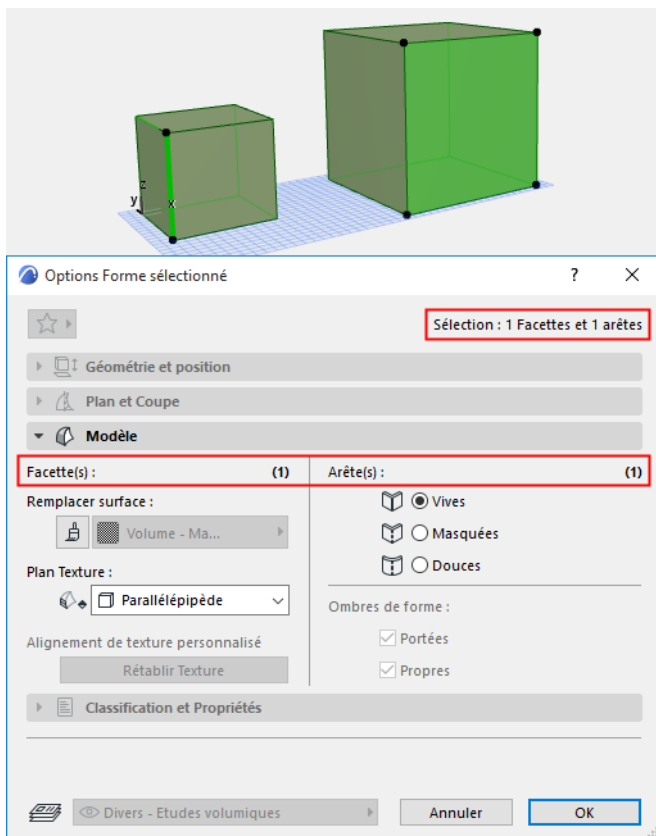 z
y
x
Options Forme sélectionné
?
Sélection : 1 Facettes et 1 arêtes
Géométrie et position
Plan et Coupe
Modèle
Facette(s) : (1)
Arête(s) : (1)
Remplacer surface :
Volume - Ma...
Plan Texture :
Parallélépipède
Alignement de texture personnalisé
Rétablir Texture
Vives
Masquées
Douces
Ombres de forme :
Portées
Propres
Classification et Propriétés
Divers - Etudes volumiques
Annuler
OK